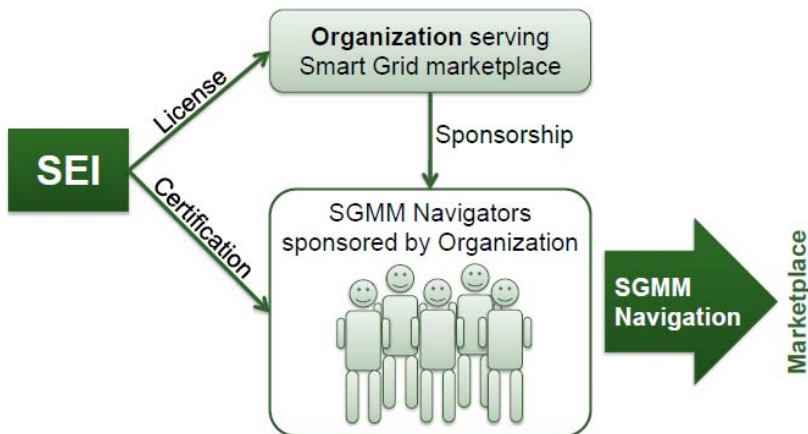 Organization serving
Smart Grid marketplace
License
Sponsorship
SEI
Certification
SGMM Navigators
sponsored by Organization
SGMM
Navigation
Marketplace